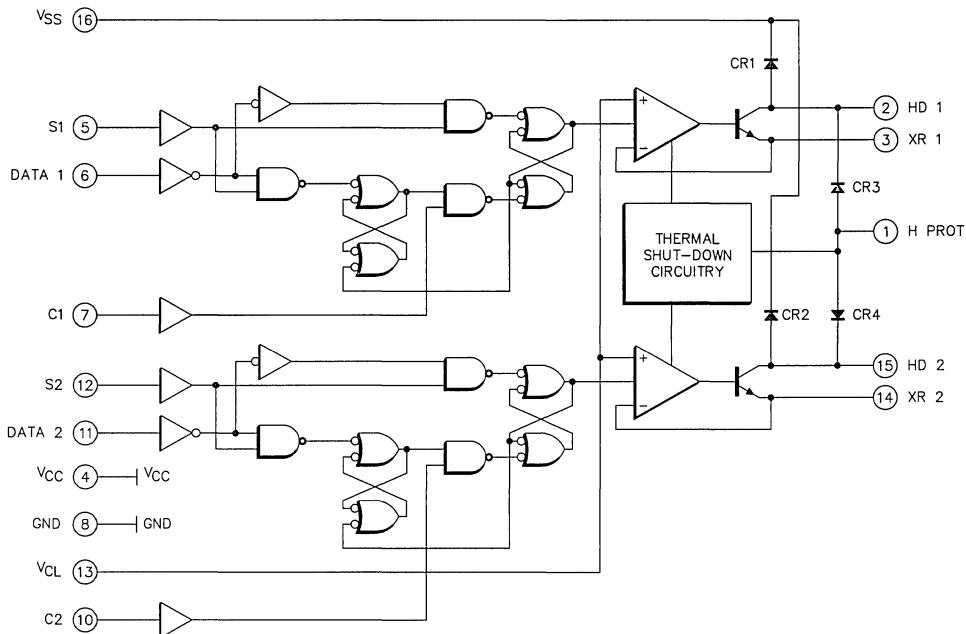 VSS 16
CR1
S1 5
2 HD 1
+
3 XR 1
DATA 1 6
−
CR3
THERMAL
SHUT-DOWN
CIRCUITRY
1 H PROT
C1 7
CR2
CR4
+
S2 12
15 HD 2
−
14 XR 2
DATA 2 11
VCC 4 VCC
GND 8 GND
VCL 13
C2 10